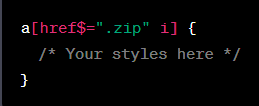 a[href$=".zip" i] {
  /* Your styles here */
}